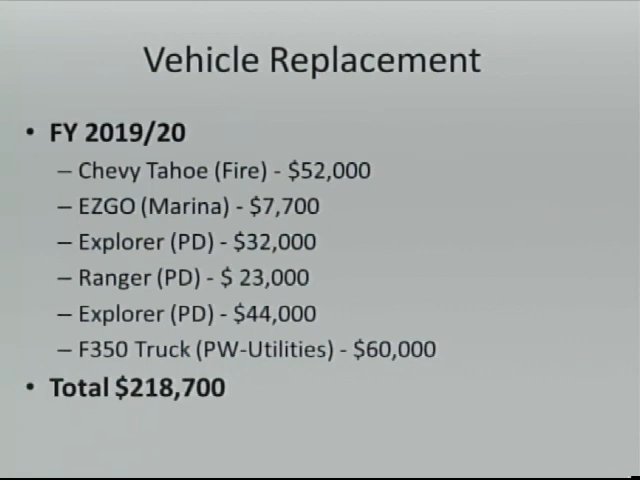 Vehicle Replacement
• FY 2019/20
– Chevy Tahoe (Fire) - $52,000
– EZGO (Marina) - $7,700
– Explorer (PD) - $32,000
– Ranger (PD) - $ 23,000
– Explorer (PD) - $44,000
– F350 Truck (PW-Utilities) - $60,000
• Total $218,700